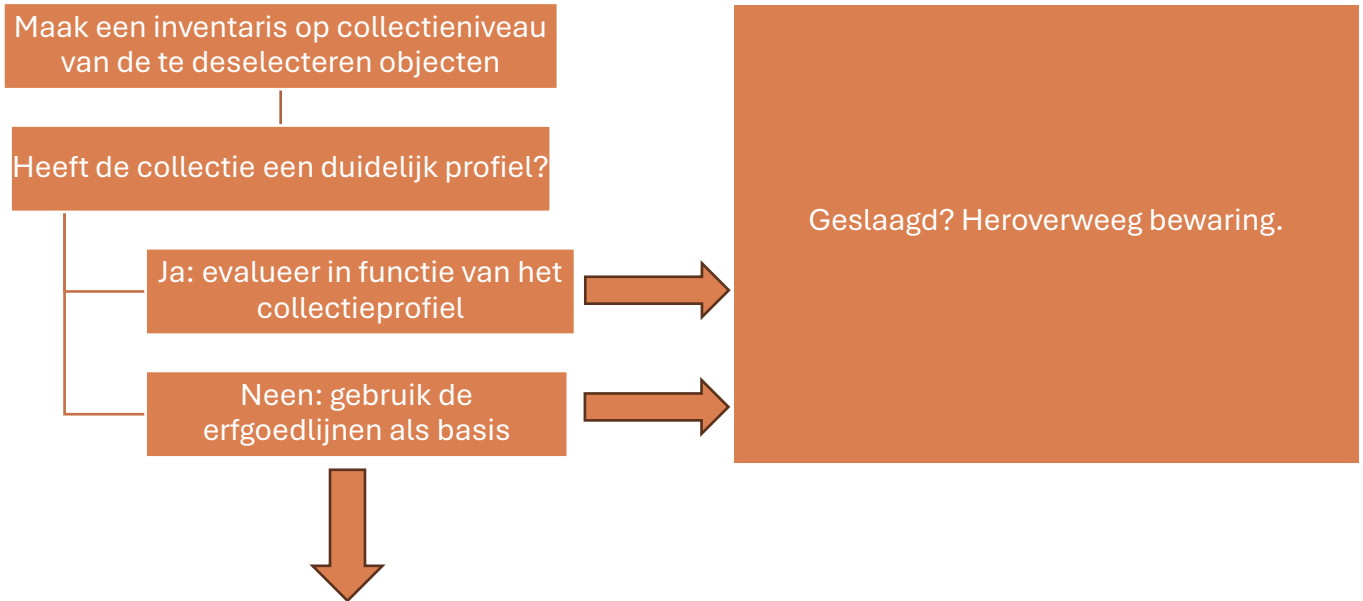 Maak een inventaris op collectieniveau
van de te deselecteren objecten
Heeft de collectie een duidelijk profiel?
Ja: evalueer in functie van het
collectieprofiel
Neen: gebruik de
erfgoedlijnen als basis
Geslaagd? Heroverweeg bewaring.